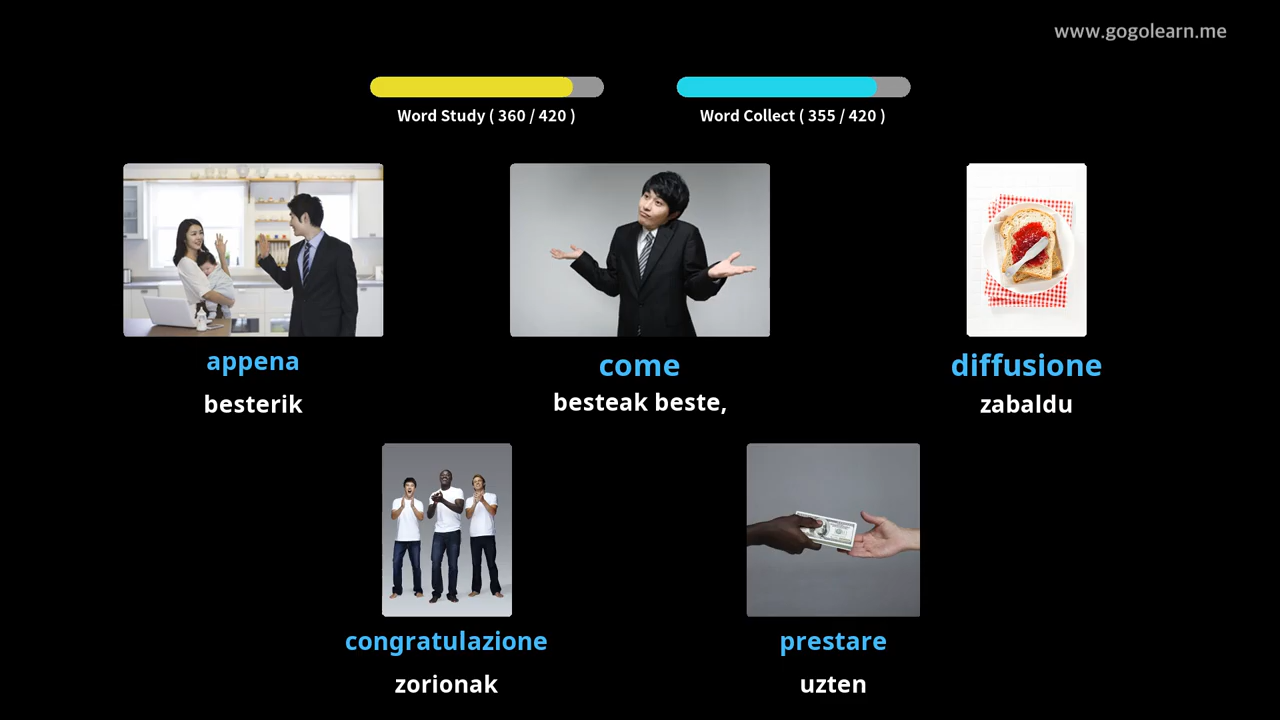 www.gogolearn.me
Word Study ( 360 / 420 )
Word Collect ( 355 / 420 )
appena
besterik
come
besteak beste,
diffusione
zabaldu
congratulazione
zorionak
prestare
uzten